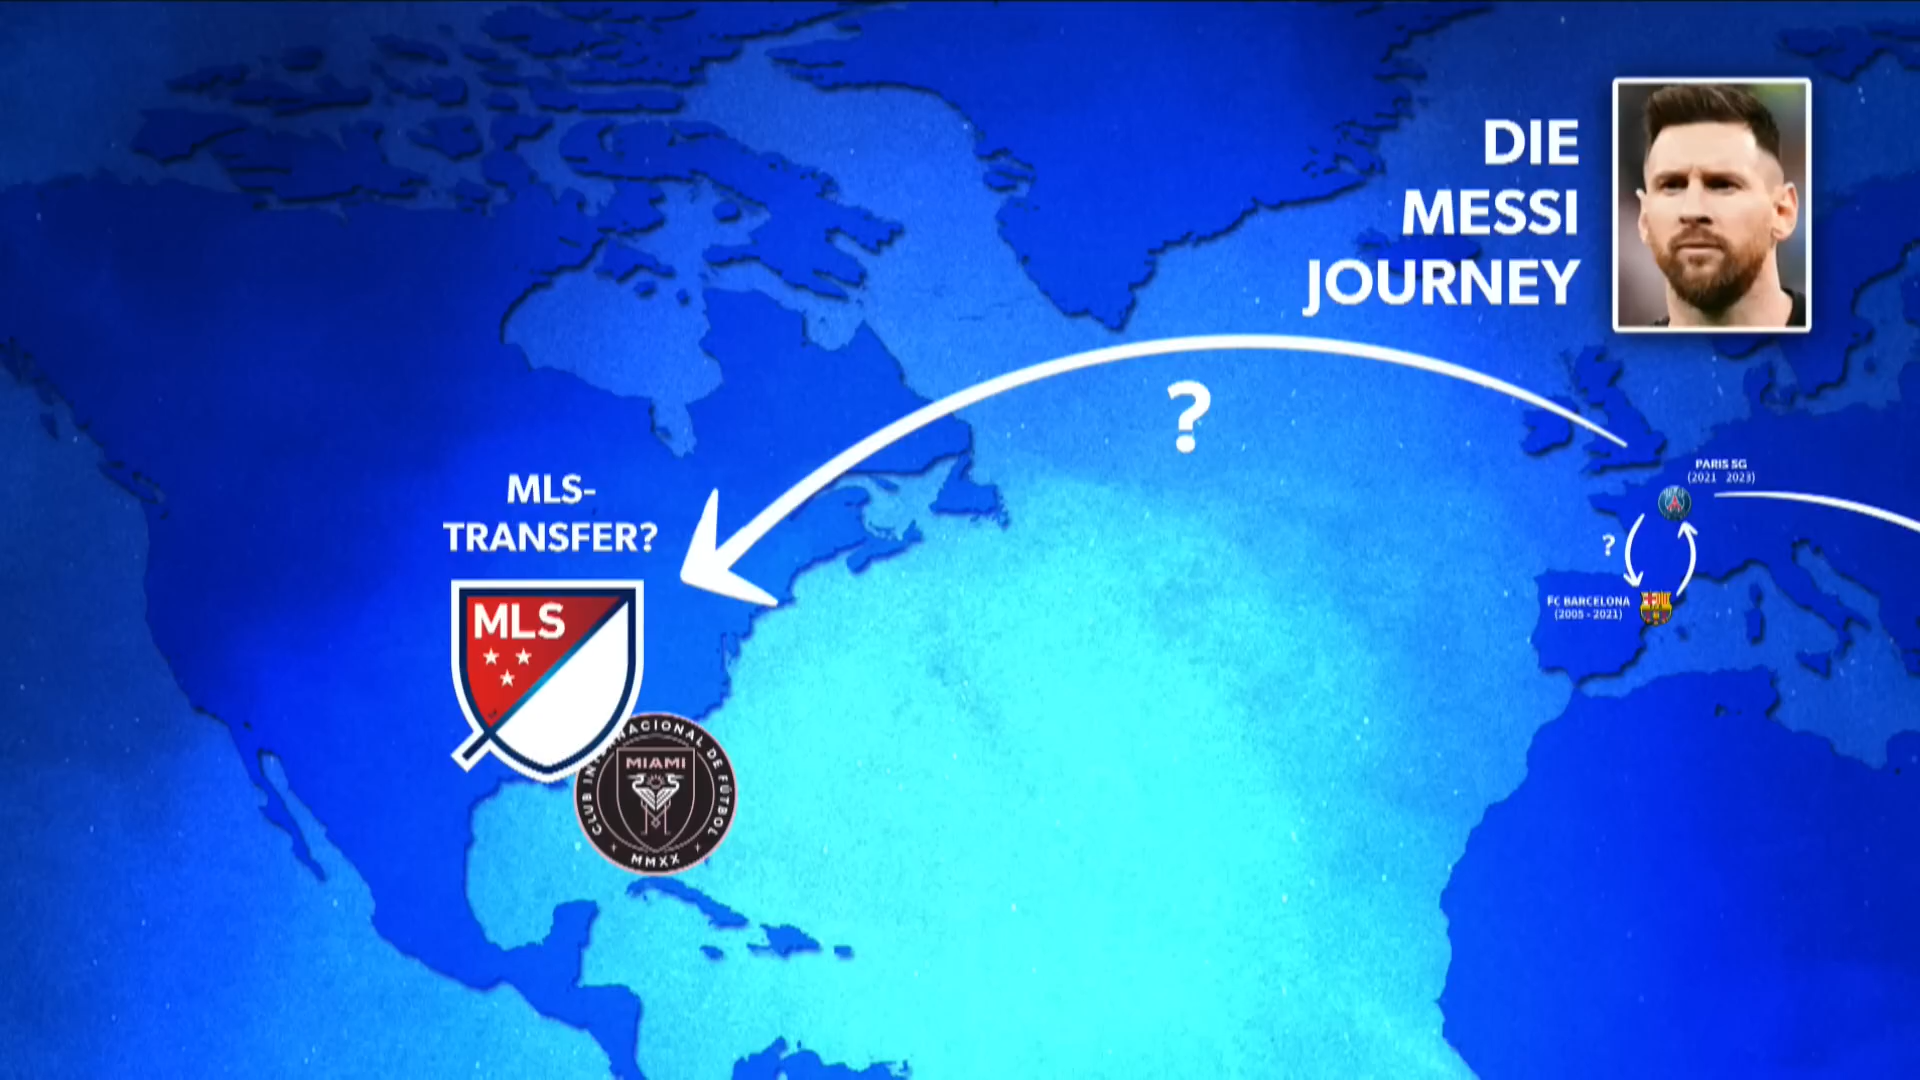 DIE
MESSI
JOURNEY
?
PARIS SG
(2021 2023)
MLS-
TRANSFER?
?
FC BARCELONA
(2005 - 2021)
MLS
CLUB INTERNACIONAL DE FÚTBOL
MIAMI
MMXX